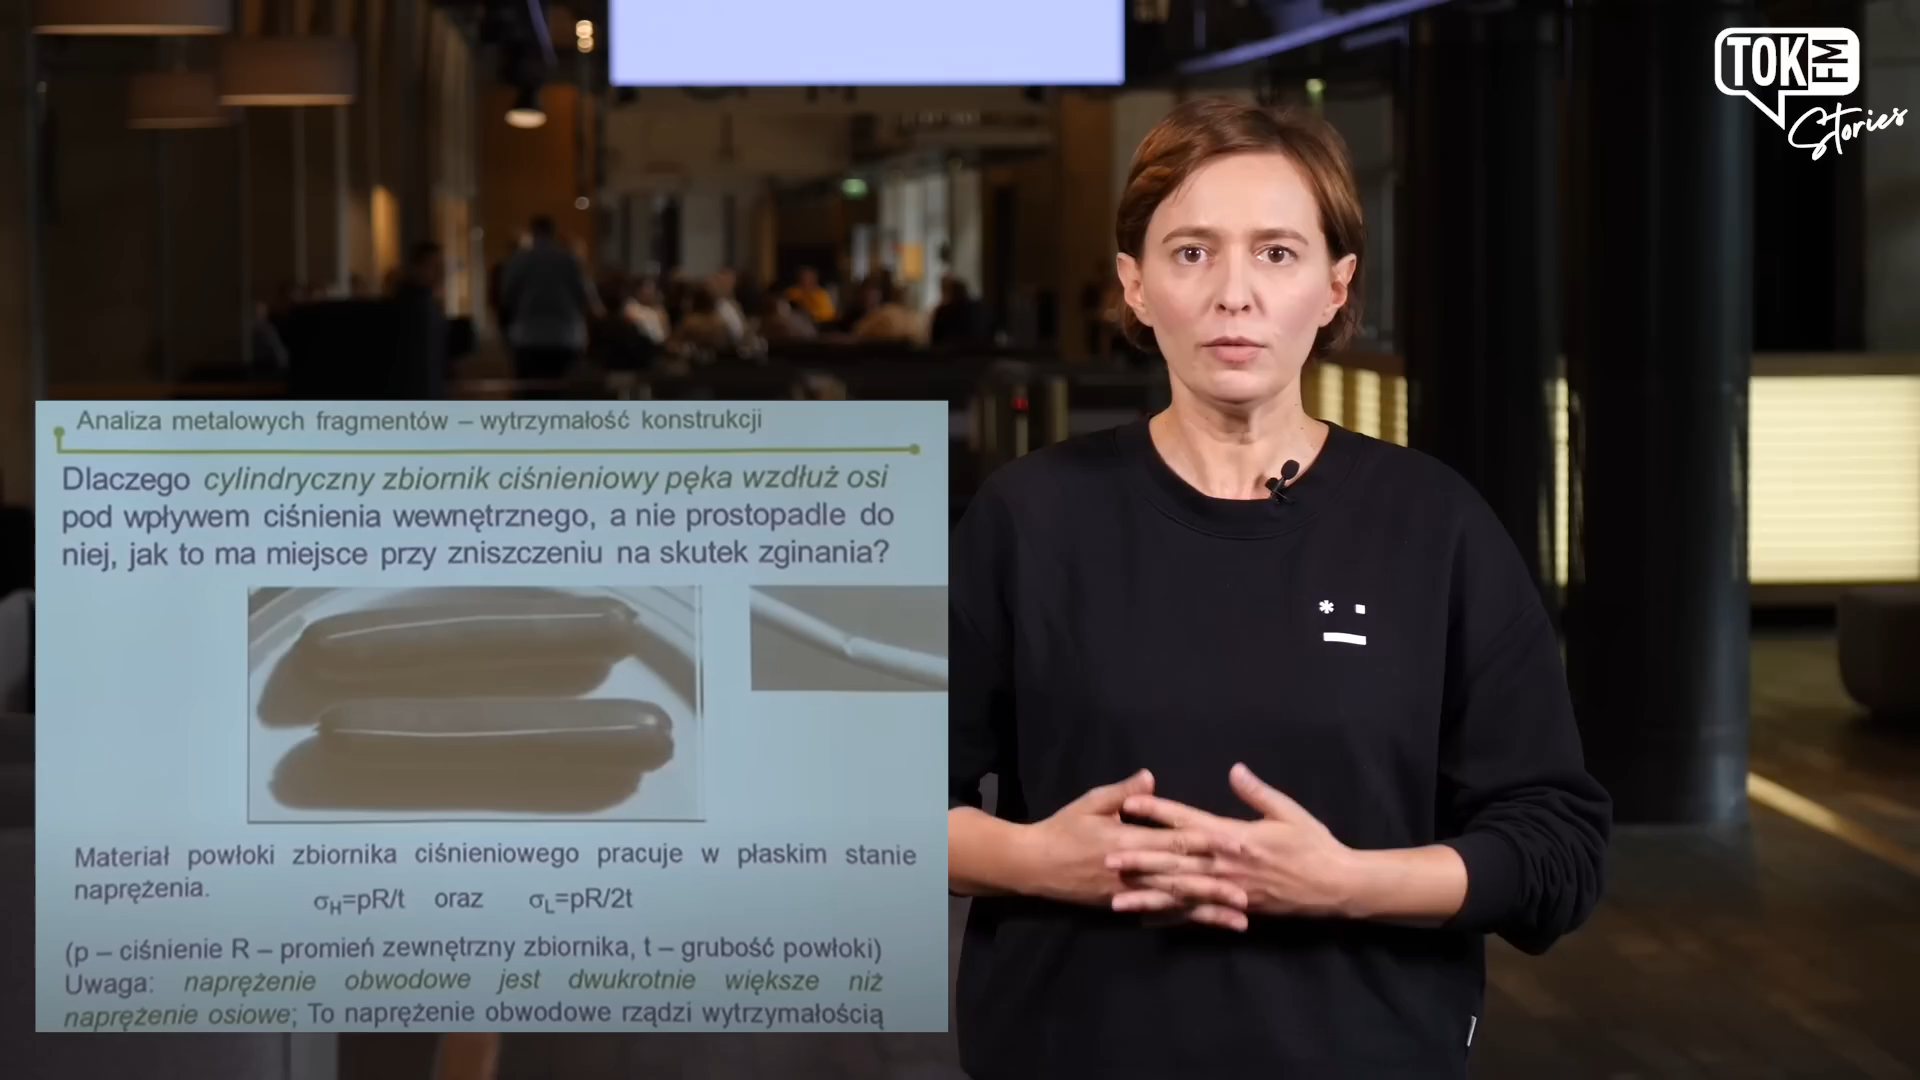 TOK FM
Stories
Analiza metalowych fragmentów – wytrzymałość konstrukcji
Dlaczego cylindryczny zbiornik ciśnieniowy pęka wzdłuż osi
pod wpływem ciśnienia wewnętrznego, a nie prostopadle do
niej, jak to ma miejsce przy zniszczeniu na skutek zginania?
Materiał powłoki zbiornika ciśnieniowego pracuje w płaskim stanie
naprężenia.
σH=pR/t oraz σL=pR/2t
(p – ciśnienie R – promień zewnętrzny zbiornika, t – grubość powłoki)
Uwaga: naprężenie obwodowe jest dwukrotnie większe niż
naprężenie osiowe; To naprężenie obwodowe rządzi wytrzymałością